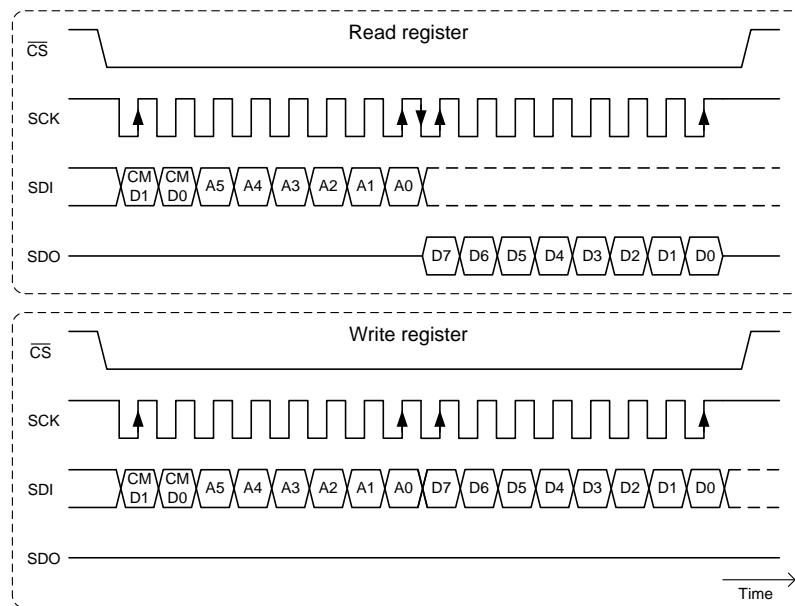 Read register
CS
SCK
SDI CM D1 CM D0 A5 A4 A3 A2 A1 A0
SDO D7 D6 D5 D4 D3 D2 D1 D0
Write register
CS
SCK
SDI CM D1 CM D0 A5 A4 A3 A2 A1 A0 D7 D6 D5 D4 D3 D2 D1 D0
SDO
Time